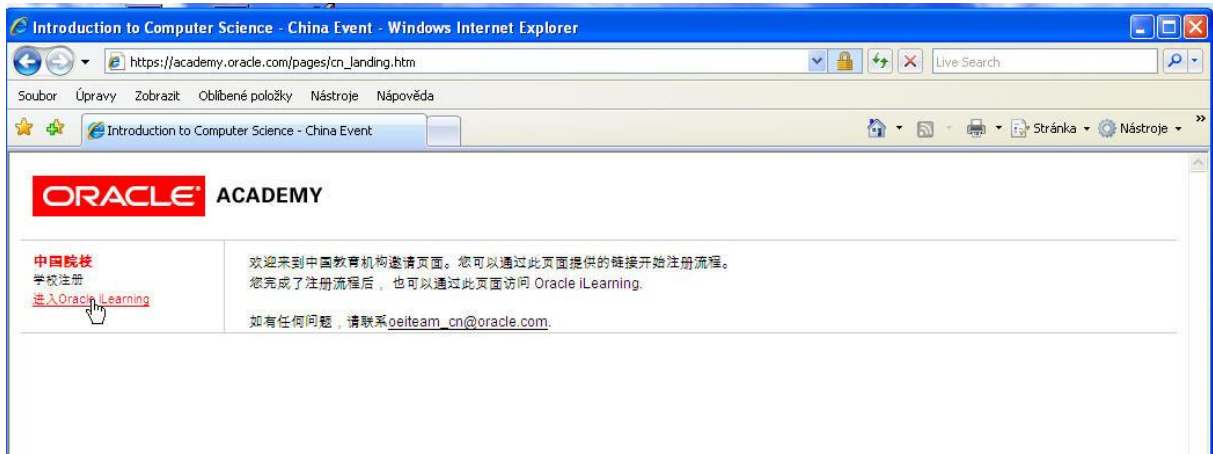 Introduction to Computer Science - China Event - Windows Internet Explorer
https://academy.oracle.com/pages/cn_landing.htm
Live Search
Soubor Úpravy Zobrazit Oblíbené položky Nástroje Nápověda
Introduction to Computer Science - China Event
Stránka Nástroje
ORACLE ACADEMY
中国院校
学校注册
进入Oracle iLearning
欢迎来到中国教育机构邀请页面。您可以通过此页面提供的链接开始注册流程。
您完成了注册流程后，也可以通过此页面访问 Oracle iLearning.
如有任何问题，请联系oeiteam_cn@oracle.com.